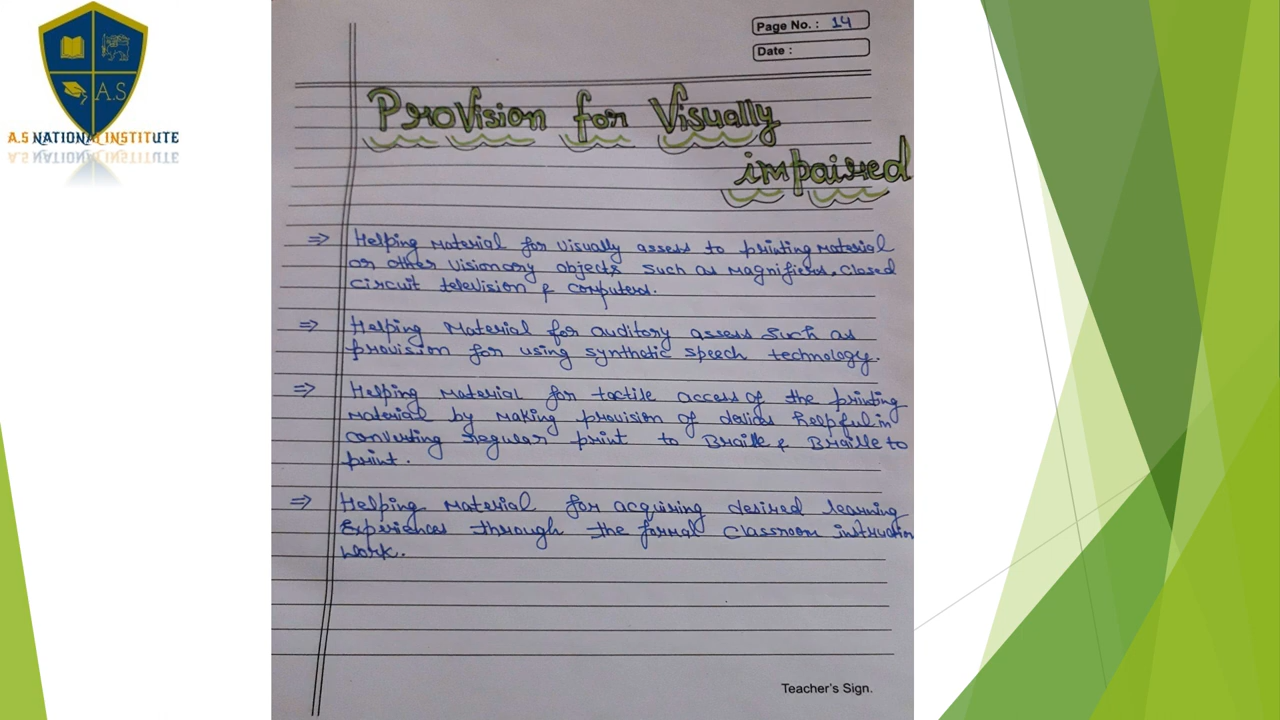 A.S
A.S NATIONAL INSTITUTE
Page No. : 14
Date :
Provision for Visually
impaired
⇒ Helping Material for visually assess to printing Material
or other visionary objects such as Magnifiers, closed
circuit television & computers.
⇒ Helping Material for auditory assess such as
provision for using synthetic speech technology.
⇒ Helping material for tactile access of the printing
material by making provision of devices helpful in
converting regular print to Braille & Braille to
print.
⇒ Helping material for acquiring desired learning
experiences through the formal classroom instruction
work.
Teacher's Sign.